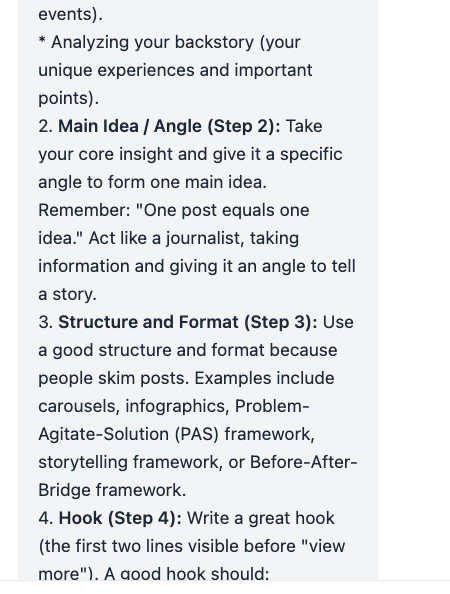 events).
* Analyzing your backstory (your
unique experiences and important
points).
2. Main Idea / Angle (Step 2): Take
your core insight and give it a specific
angle to form one main idea.
Remember: "One post equals one
idea." Act like a journalist, taking
information and giving it an angle to tell
a story.
3. Structure and Format (Step 3): Use
a good structure and format because
people skim posts. Examples include
carousels, infographics, Problem-
Agitate-Solution (PAS) framework,
storytelling framework, or Before-After-
Bridge framework.
4. Hook (Step 4): Write a great hook
(the first two lines visible before "view
more"). A good hook should: